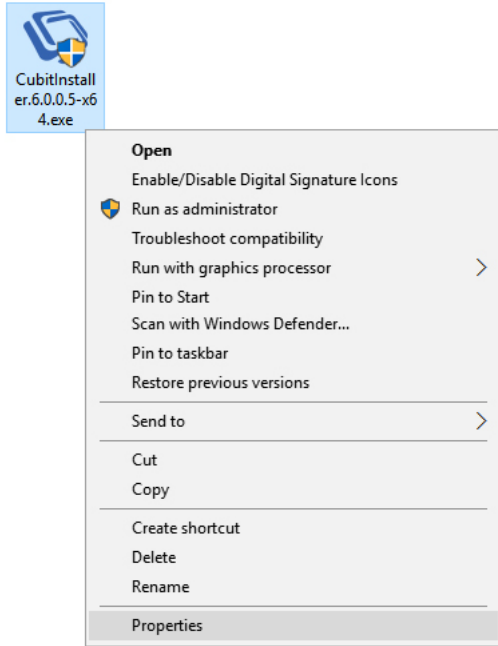 CubitInstall
er.6.0.0.5-x6
4.exe
Open
Enable/Disable Digital Signature Icons
Run as administrator
Troubleshoot compatibility
Run with graphics processor
Pin to Start
Scan with Windows Defender...
Pin to taskbar
Restore previous versions
Send to
Cut
Copy
Create shortcut
Delete
Rename
Properties